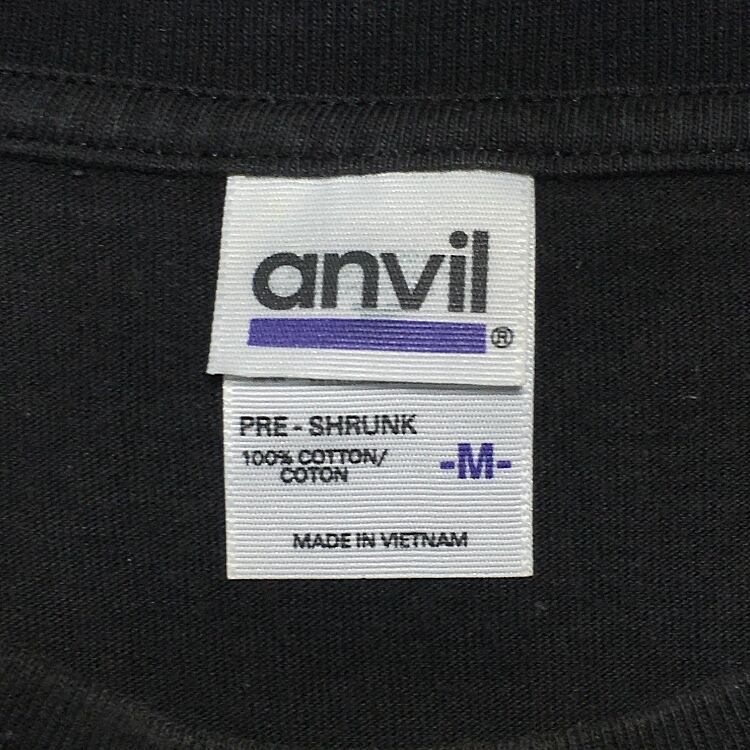 anvil
®
PRE - SHRUNK
100% COTTON/
COTON
-M-
MADE IN VIETNAM